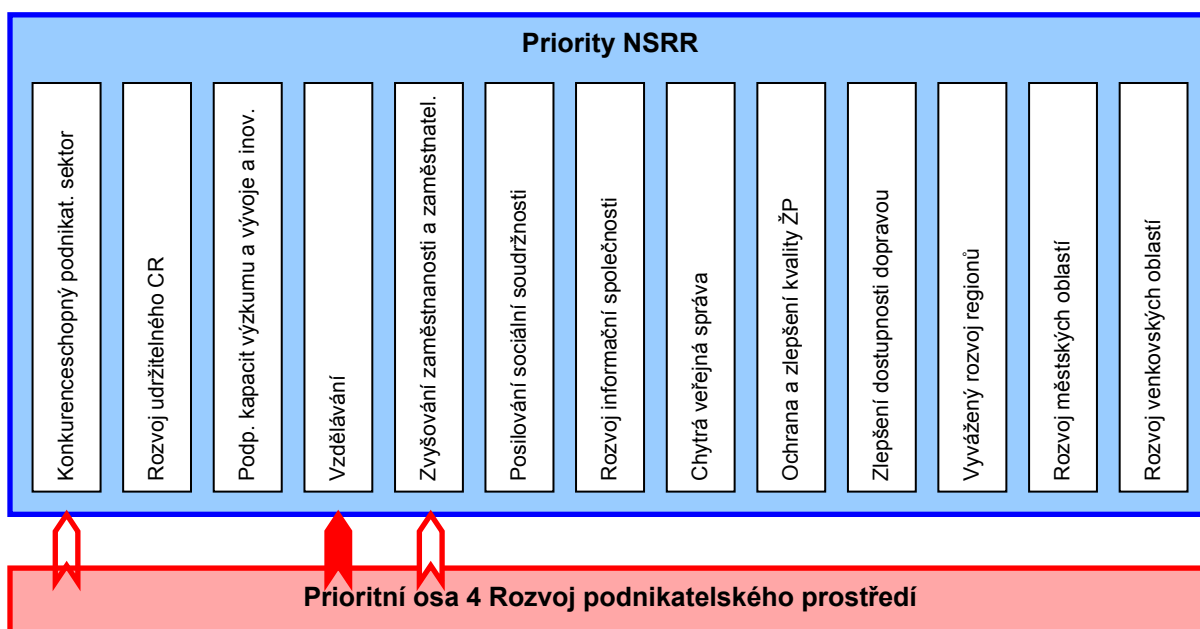 Priority NSRR
Konkurenceschopný podnikat. sektor
Rozvoj udržitelného CR
Podp. kapacit výzkumu a vývoje a inov.
Vzdělávání
Zvyšování zaměstnanosti a zaměstnatel.
Posilování sociální soudržnosti
Rozvoj informační společnosti
Chytrá veřejná správa
Ochrana a zlepšení kvality ŽP
Zlepšení dostupnosti dopravou
Vyvážený rozvoj regionů
Rozvoj městských oblastí
Rozvoj venkovských oblastí
Prioritní osa 4 Rozvoj podnikatelského prostředí